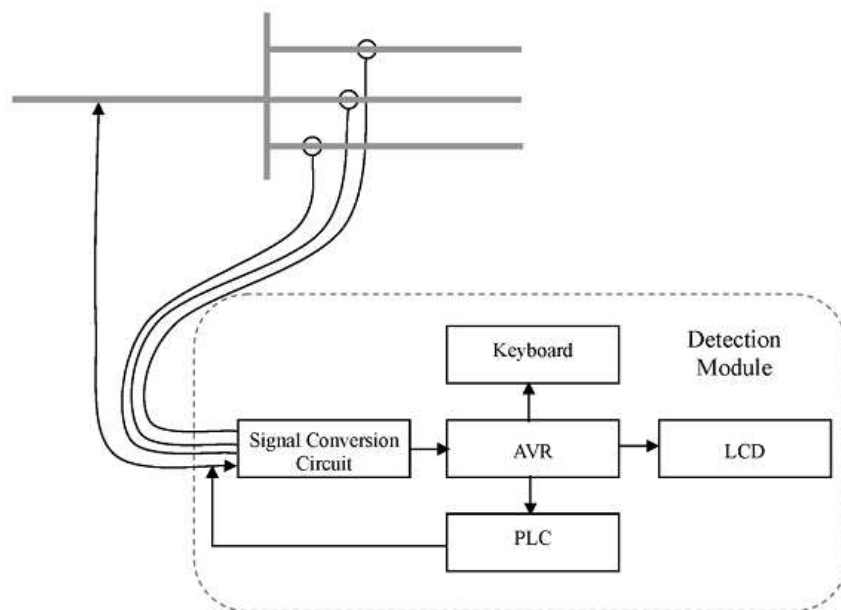 Keyboard
Detection
Module
Signal Conversion
Circuit
AVR
LCD
PLC